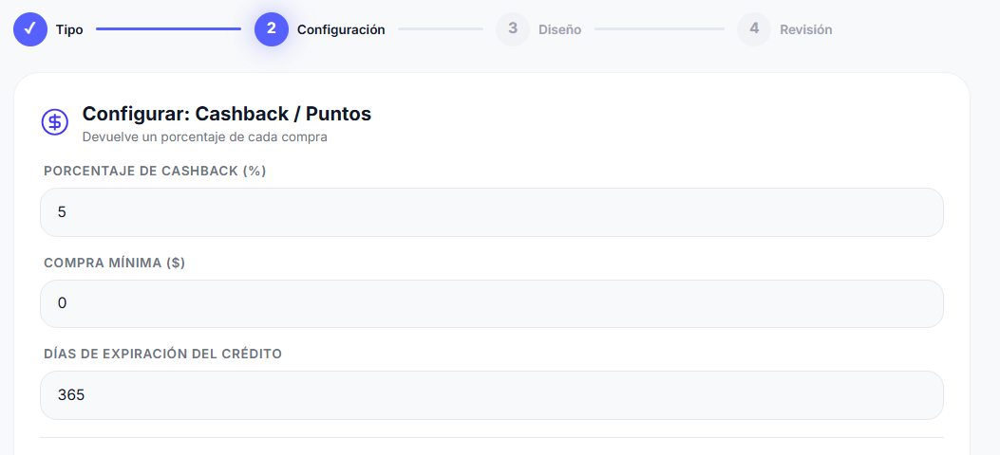 ✓ Tipo 2 Configuración 3 Diseño 4 Revisión
Configurar: Cashback / Puntos
Devuelve un porcentaje de cada compra
PORCENTAJE DE CASHBACK (%)
5
COMPRA MÍNIMA ($)
0
DÍAS DE EXPIRACIÓN DEL CRÉDITO
365